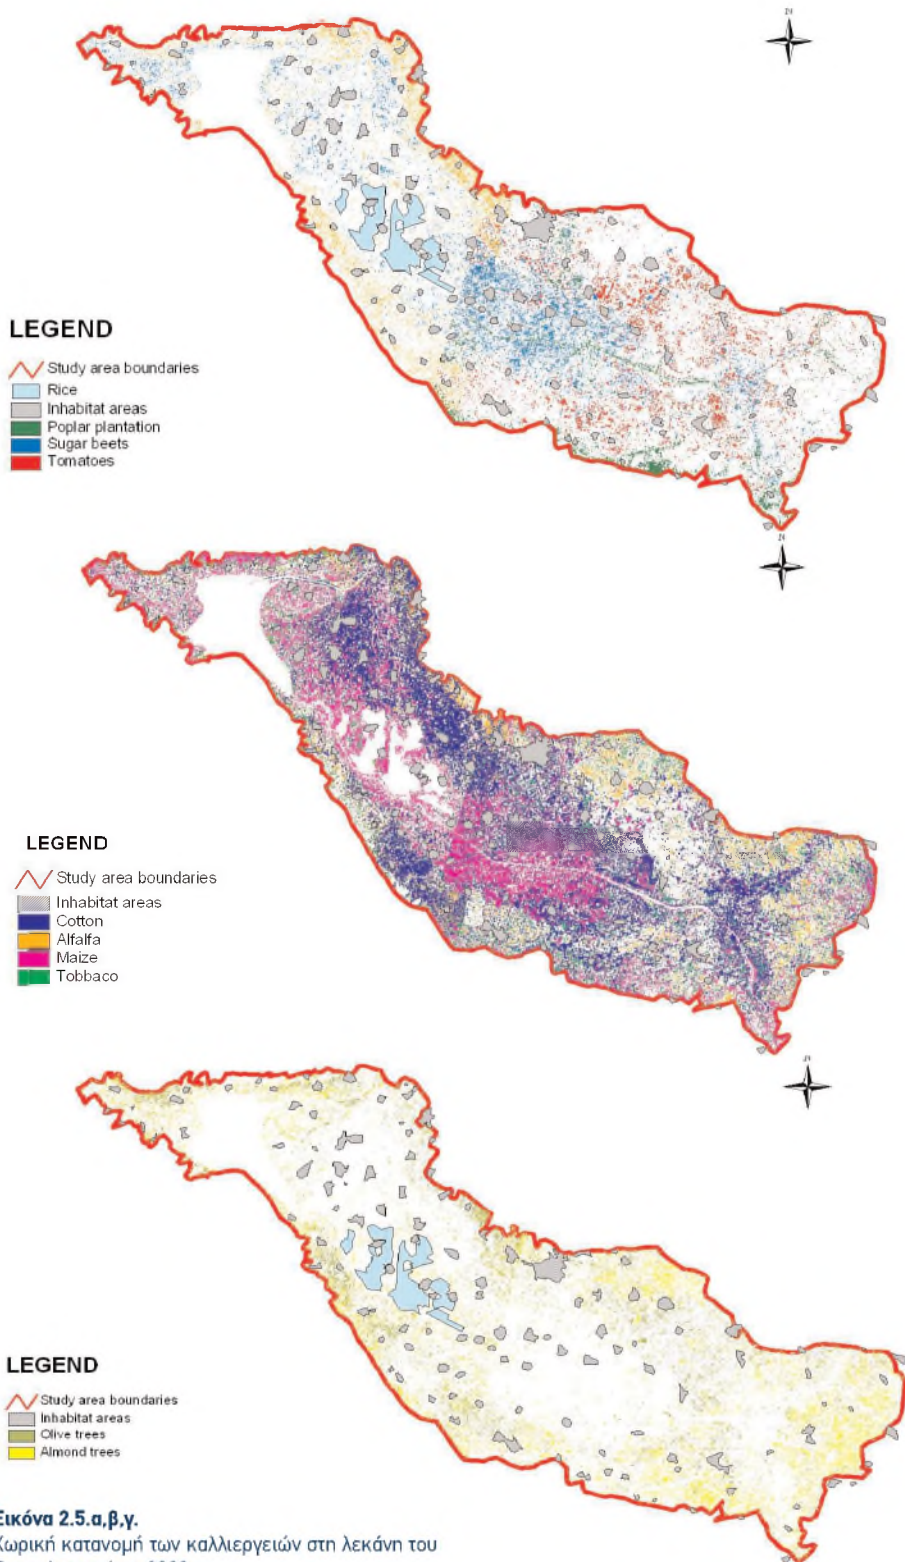 LEGEND
Study area boundaries
Rice
Inhabitat areas
Poplar plantation
Sugar beets
Tomatoes
LEGEND
Study area boundaries
Inhabitat areas
Cotton
Alfalfa
Maize
Tobbaco
LEGEND
Study area boundaries
Inhabitat areas
Olive trees
Almond trees
Εικόνα 2.5.α,β,γ.
Χωρική κατανομή των καλλιεργειών στη λεκάνη του